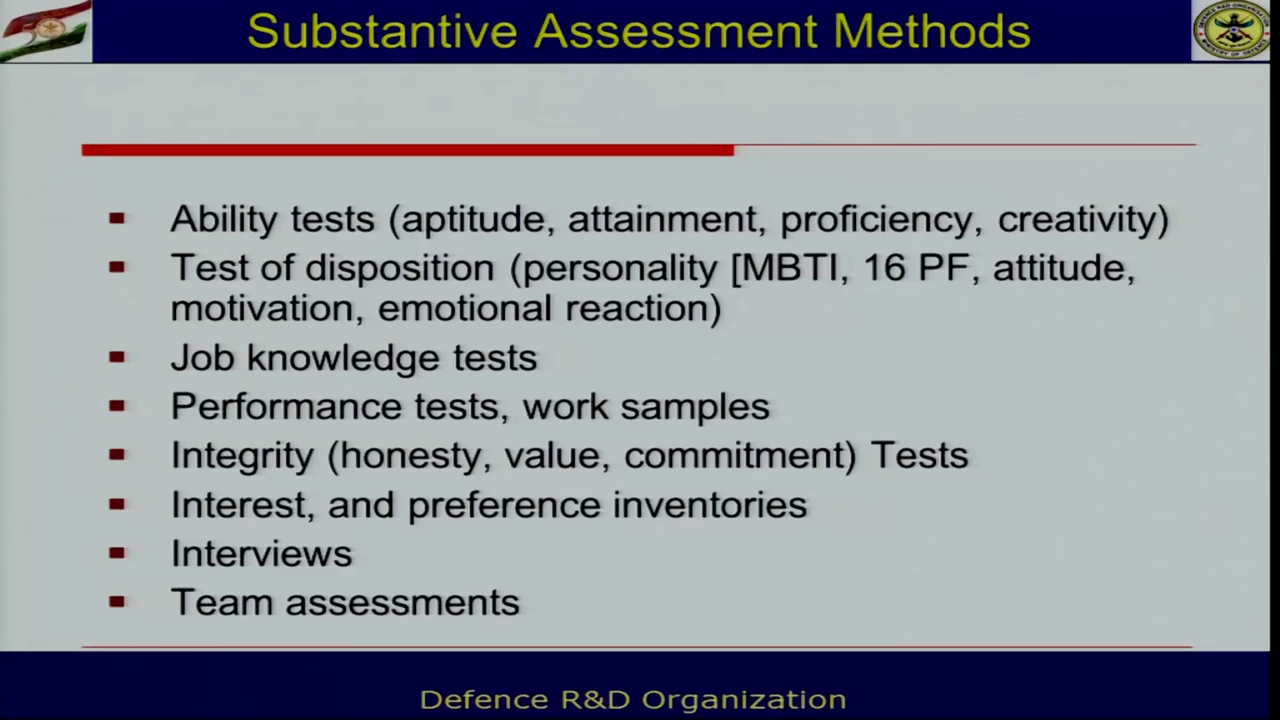 Substantive Assessment Methods
Ability tests (aptitude, attainment, proficiency, creativity)
Test of disposition (personality [MBTI, 16 PF, attitude,
motivation, emotional reaction)
Job knowledge tests
Performance tests, work samples
Integrity (honesty, value, commitment) Tests
Interest, and preference inventories
Interviews
Team assessments
Defence R&D Organization